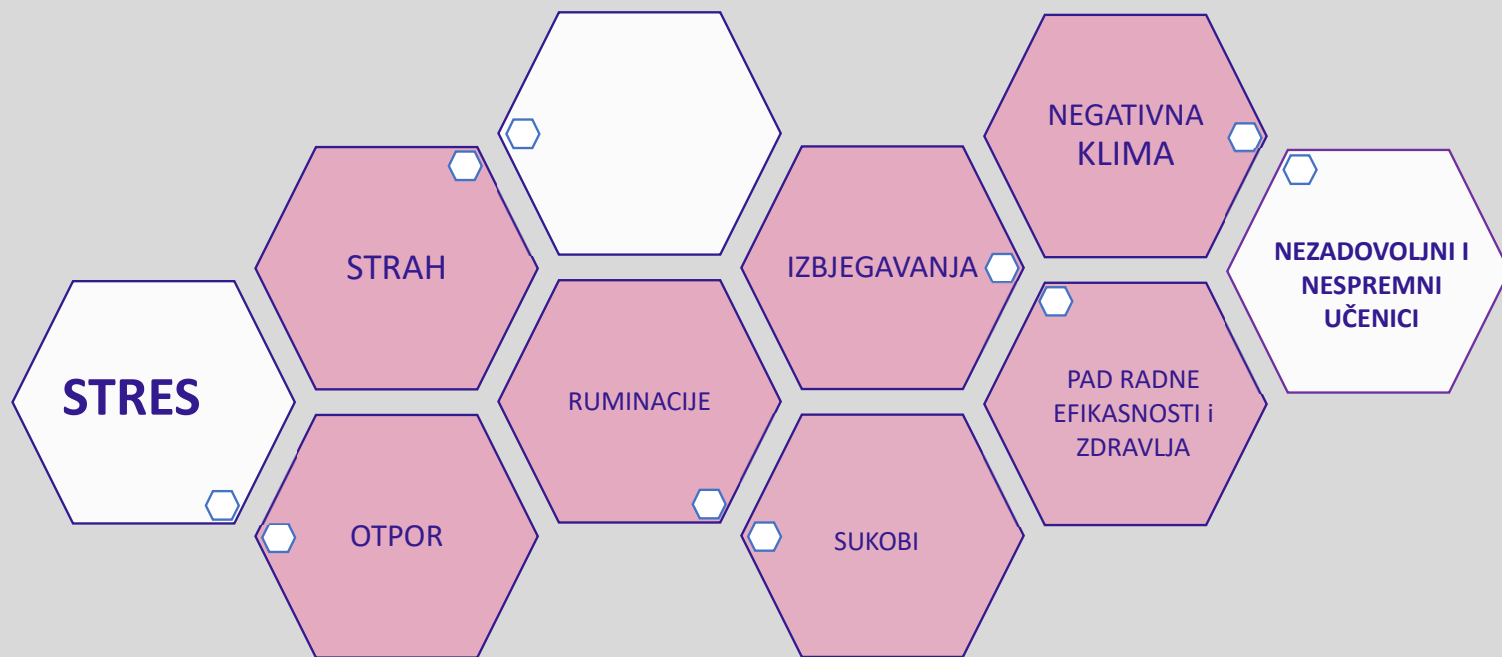 STRES
STRAH
OTPOR
RUMINACIJE
IZBJEGAVANJA
SUKOBI
NEGATIVNA
KLIMA
PAD RADNE
EFIKASNOSTI i
ZDRAVLJA
NEZADOVOLJNI I
NESPREMNI
UČENICI